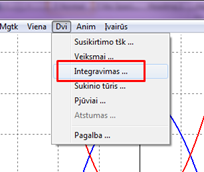 Mgtk Viena Dvi Anim Įvairūs
Susikirtimo tšk ...
Veiksmai ...
Integravimas ...
Sukinio tūris ...
Pjūviai ...
Atstumas ...
Pagalba ...